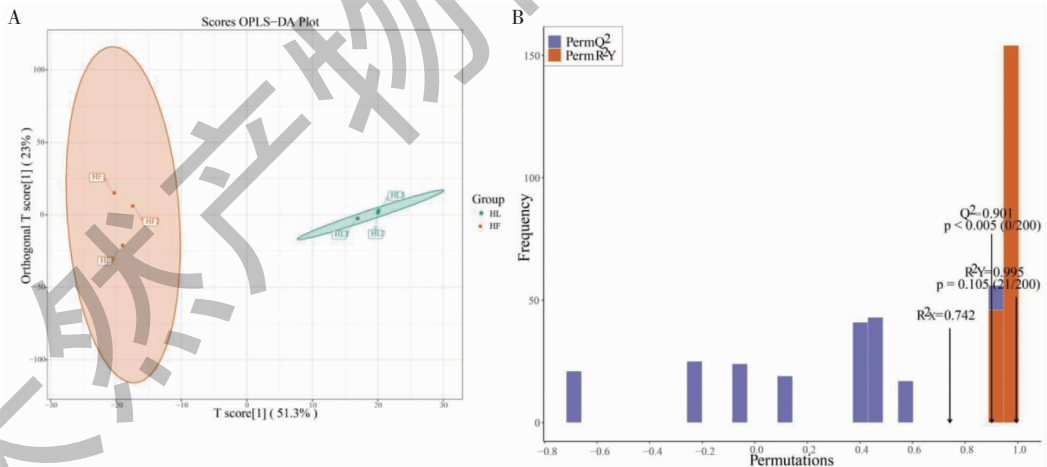 A
Scores OPLS-DA Plot
Orthogonal T score[1] ( 23% )
100
50
0
-50
-100
HF
HF
HL
HL
HL
-30
-20
-10
0
10
20
30
T score[1] ( 51.3% )
Group
HL
HF
B
PermQ2
PermR2Y
Frequency
150
100
50
0
Q2=0.901
p < 0.005 (0/200)
R2Y=0.995
p = 0.105 (21/200)
R2X=0.742
-0.8
-0.6
-0.4
-0.2
0.0
0.2
0.4
0.6
0.8
1.0
Permutations
然产物